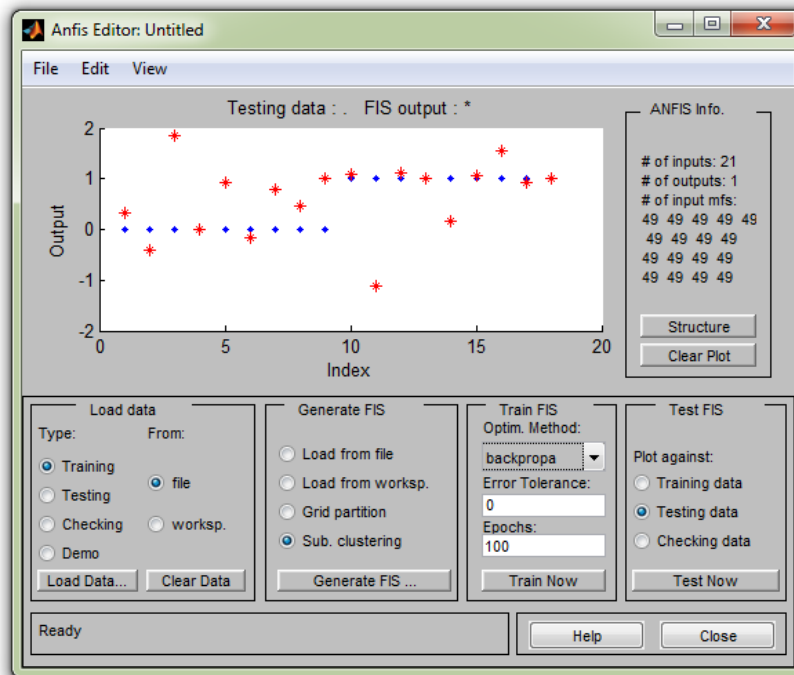 Anfis Editor: Untitled
File Edit View
Testing data : . FIS output : *
2
1
0
-1
-2
Output
0 5 10 15 20
Index
ANFIS Info.
# of inputs: 21
# of outputs: 1
# of input mfs:
49 49 49 49 49
49 49 49 49
49 49 49 49
49 49 49 49
Structure
Clear Plot
Load data
Type: From:
Training
Testing
Checking
Demo
file
worksp.
Load Data... Clear Data
Generate FIS
Load from file
Load from worksp.
Grid partition
Sub. clustering
Generate FIS ...
Train FIS
Optim. Method:
backpropa
Error Tolerance:
0
Epochs:
100
Train Now
Test FIS
Plot against:
Training data
Testing data
Checking data
Test Now
Ready
Help Close